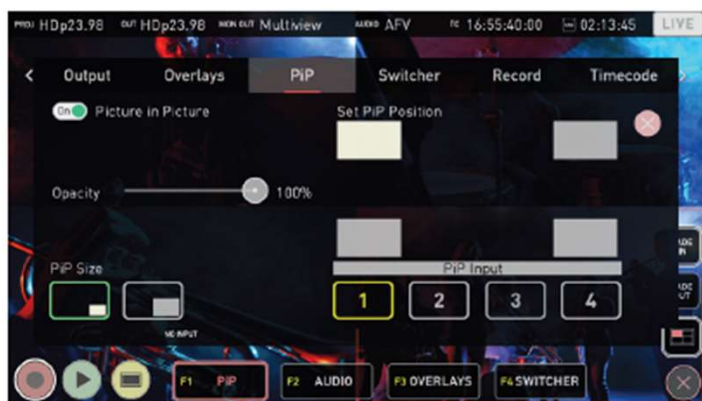 PROJ HDp23.98 OUT HDp23.98 MON OUT Multiview AUDIO AFV TC 16:55:40:00 02:13:45 LIVE
< Output Overlays PiP Switcher Record Timecode >
On Picture in Picture Set PiP Position
Opacity 100%
PiP Size PiP Input
1 2 3 4
NO INPUT
F1 PiP F2 AUDIO F3 OVERLAYS F4 SWITCHER